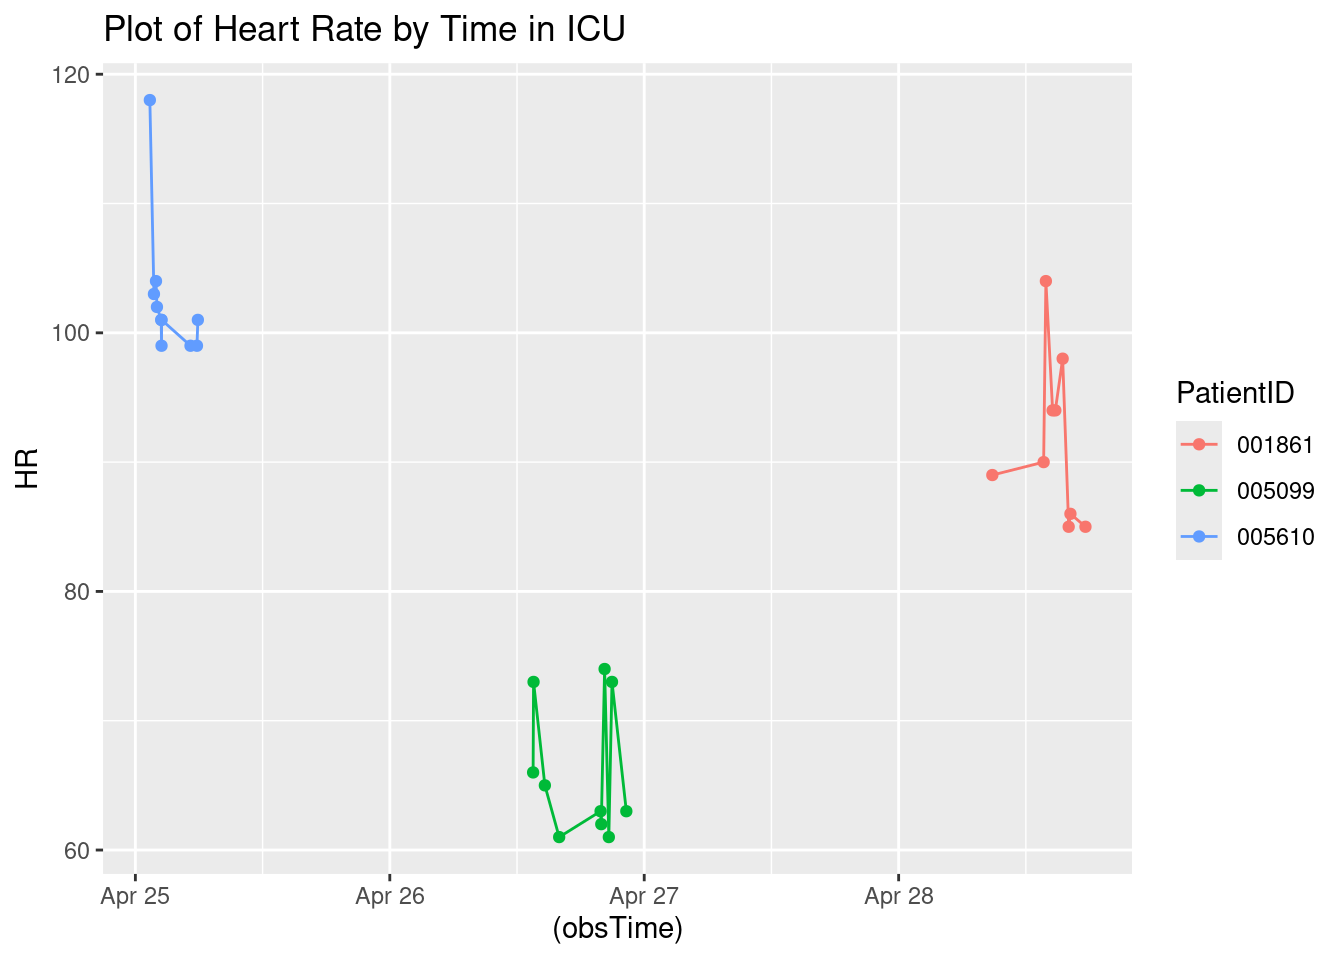 Plot of Heart Rate by Time in ICU
120
100
80
60
HR
Apr 25
Apr 26
Apr 27
Apr 28
(obsTime)
PatientID
001861
005099
005610